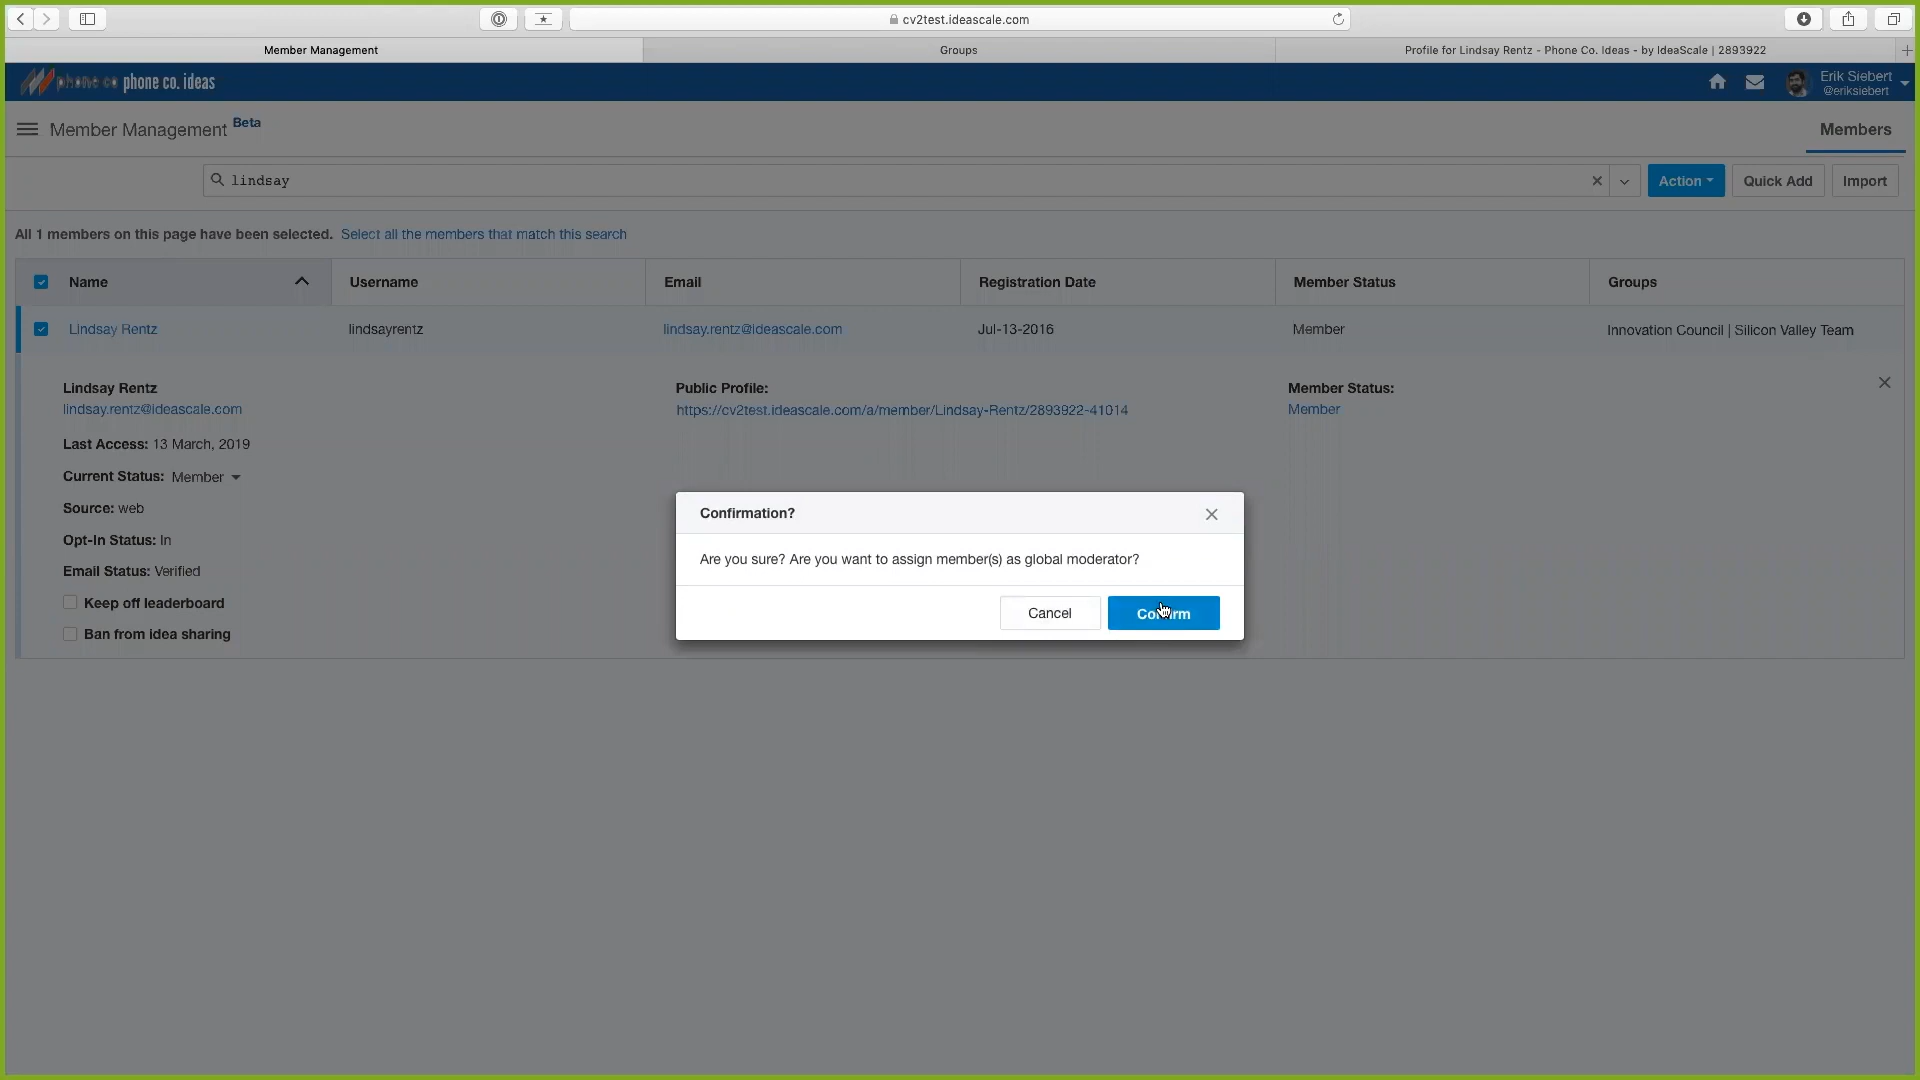 cv2test.ideascale.com
Member Management
Groups
Profile for Lindsay Rentz - Phone Co. Ideas - by IdeaScale | 2893922
phone co phone co. ideas
Erik Siebert
@eriksiebert
Member Management Beta
Members
lindsay
Action
Quick Add
Import
All 1 members on this page have been selected. Select all the members that match this search
Name
Username
Email
Registration Date
Member Status
Groups
Lindsay Rentz
lindsayrentz
lindsay.rentz@ideascale.com
Jul-13-2016
Member
Innovation Council | Silicon Valley Team
Lindsay Rentz
lindsay.rentz@ideascale.com
Last Access: 13 March, 2019
Current Status: Member
Source: web
Opt-In Status: In
Email Status: Verified
Keep off leaderboard
Ban from idea sharing
Public Profile:
https://cv2test.ideascale.com/a/member/Lindsay-Rentz/2893922-41014
Member Status:
Member
Confirmation?
Are you sure? Are you want to assign member(s) as global moderator?
Cancel
Confirm